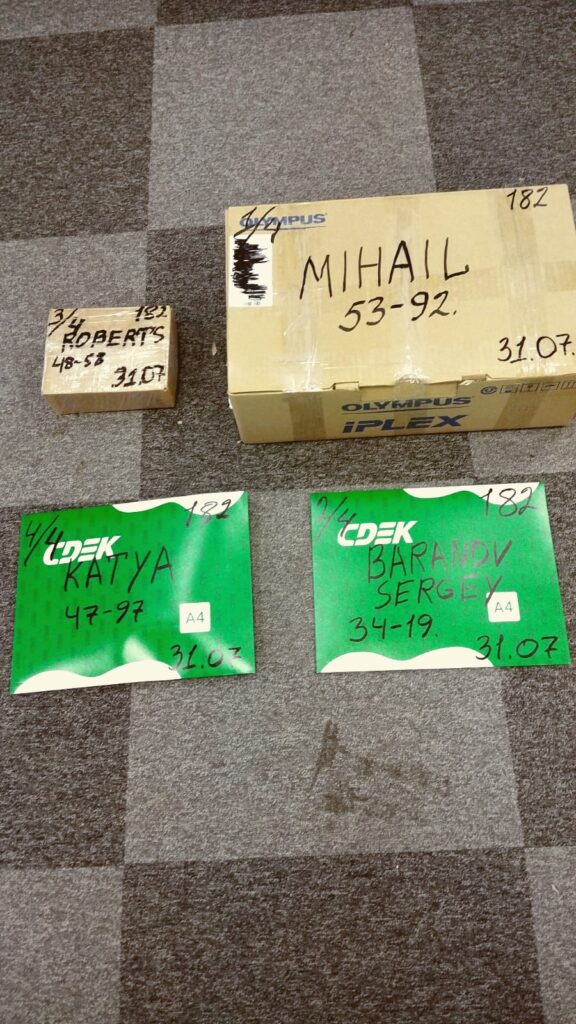 1/4
182
OLYMPUS
MIHAIL
53-92.
31.07.
OLYMPUS
iPLEX
3/4
182
ROBERTS
48-58
31.07
4/4
182
CDEK
KATYA
47-97
A4
31.07
2/4
182
CDEK
BARANOV
SERGEY
A4
34-19.
31.07